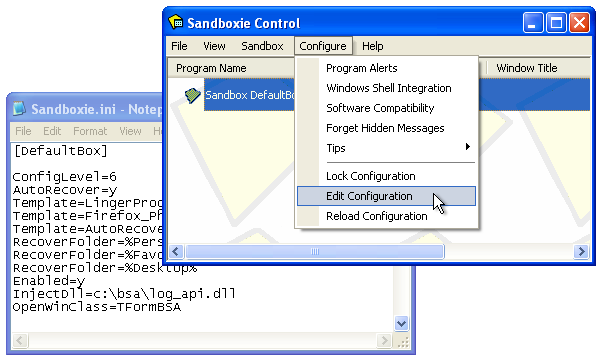 Sandboxie Control
File View Sandbox Configure Help
Program Name Window Title
Sandbox DefaultBo
Program Alerts
Windows Shell Integration
Software Compatibility
Forget Hidden Messages
Tips
Lock Configuration
Edit Configuration
Reload Configuration
Sandboxie.ini - Notep
File Edit Format View He
[DefaultBox]
ConfigLevel=6
AutoRecover=y
Template=LingerProg
Template=Firefox_Ph
Template=AutoRecove
RecoverFolder=%Pers
RecoverFolder=%Favo
RecoverFolder=%Desktop%
Enabled=y
InjectDll=c:\bsa\log_api.dll
OpenWinClass=TFormBSA